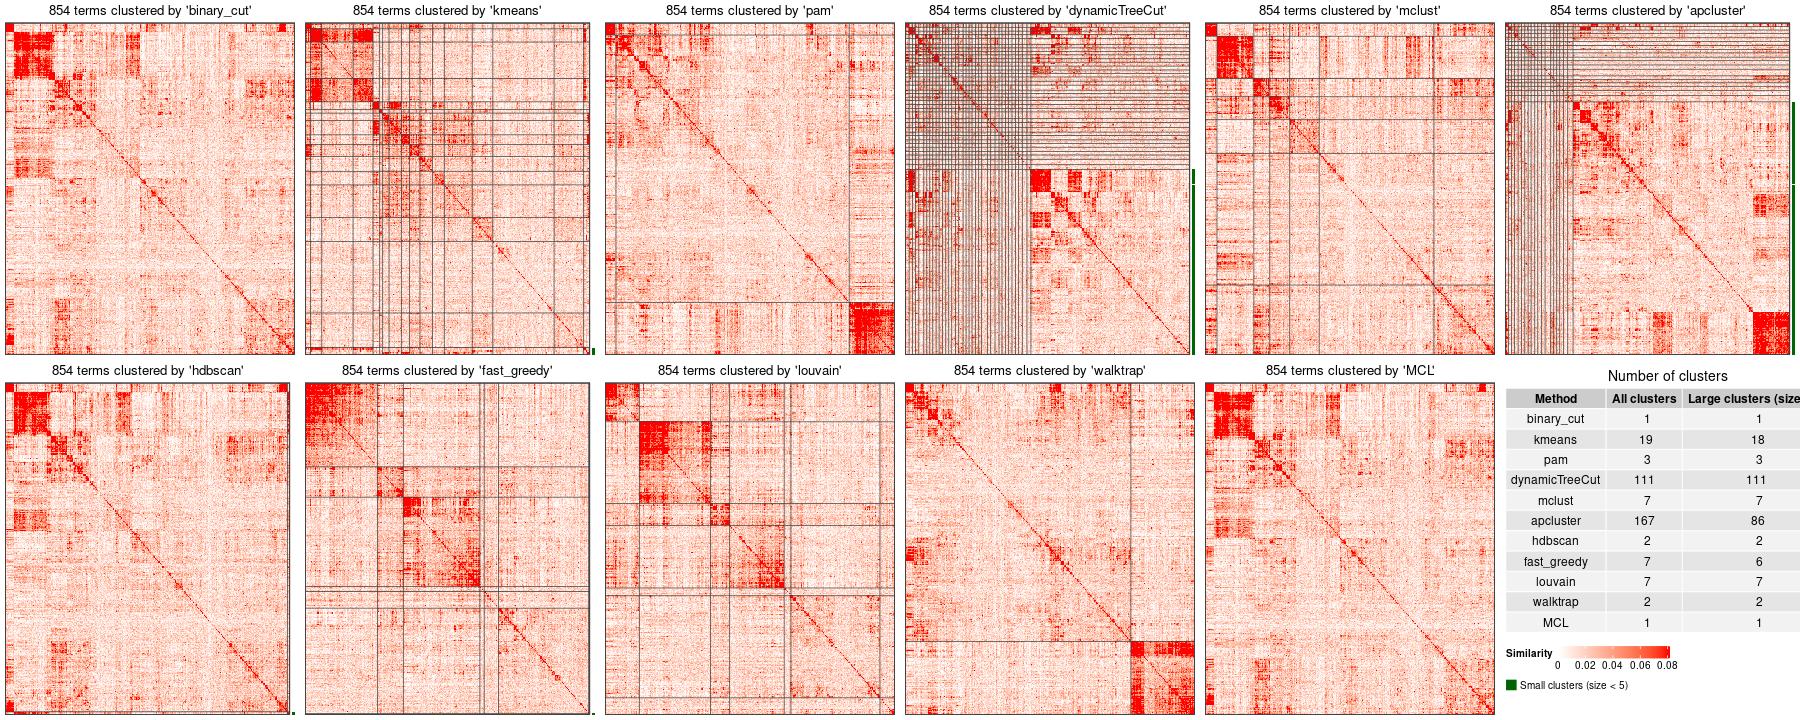 854 terms clustered by 'binary_cut'
854 terms clustered by 'kmeans'
854 terms clustered by 'pam'
854 terms clustered by 'dynamicTreeCut'
854 terms clustered by 'mclust'
854 terms clustered by 'apcluster'
854 terms clustered by 'hdbscan'
854 terms clustered by 'fast_greedy'
854 terms clustered by 'louvain'
854 terms clustered by 'walktrap'
854 terms clustered by 'MCL'
Number of clusters
Method All clusters Large clusters (size
binary_cut 1 1
kmeans 19 18
pam 3 3
dynamicTreeCut 111 111
mclust 7 7
apcluster 167 86
hdbscan 2 2
fast_greedy 7 6
louvain 7 7
walktrap 2 2
MCL 1 1
Similarity
0 0.02 0.04 0.06 0.08
Small clusters (size < 5)